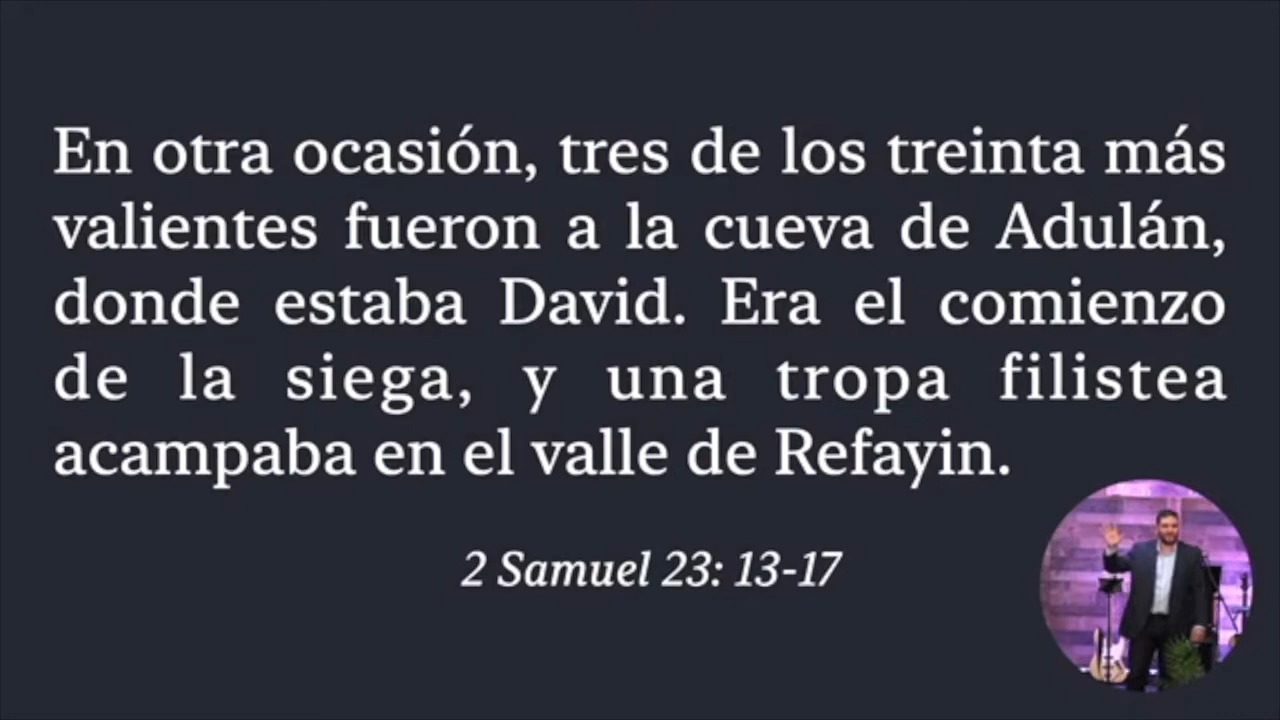 En otra ocasión, tres de los treinta más
valientes fueron a la cueva de Adulán,
donde estaba David. Era el comienzo
de la siega, y una tropa filistea
acampaba en el valle de Refayin.
2 Samuel 23: 13-17